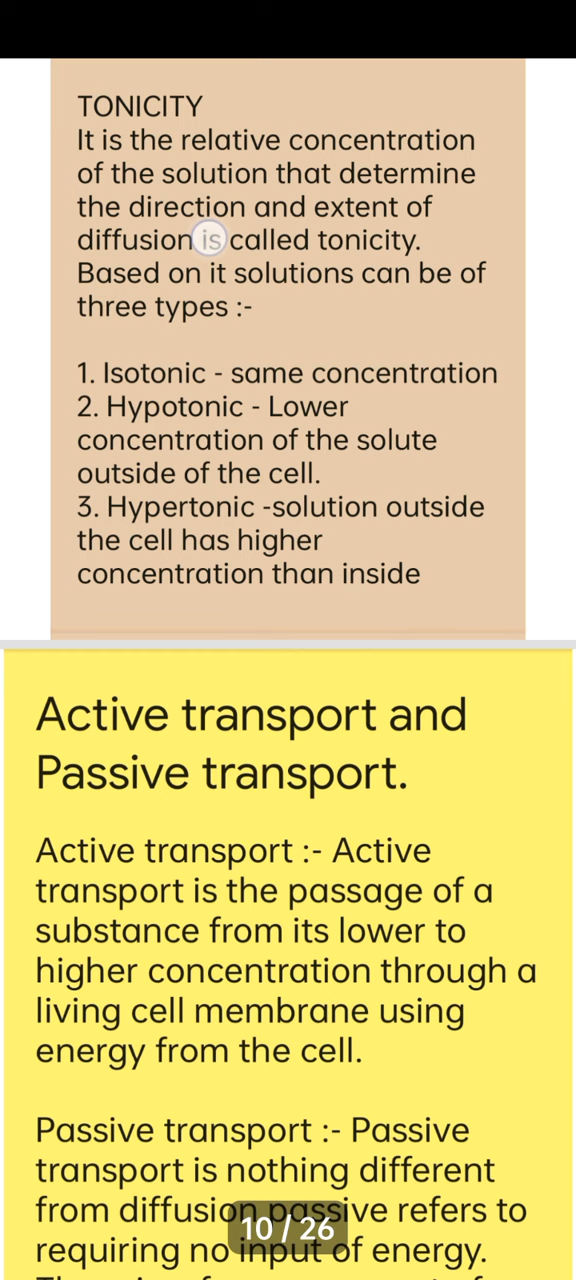 TONICITY
It is the relative concentration
of the solution that determine
the direction and extent of
diffusion is called tonicity.
Based on it solutions can be of
three types :-
1. Isotonic - same concentration
2. Hypotonic - Lower
concentration of the solute
outside of the cell.
3. Hypertonic -solution outside
the cell has higher
concentration than inside
Active transport and
Passive transport.
Active transport :- Active
transport is the passage of a
substance from its lower to
higher concentration through a
living cell membrane using
energy from the cell.
Passive transport :- Passive
transport is nothing different
from diffusion passive refers to
10 / 26
requiring no input of energy.